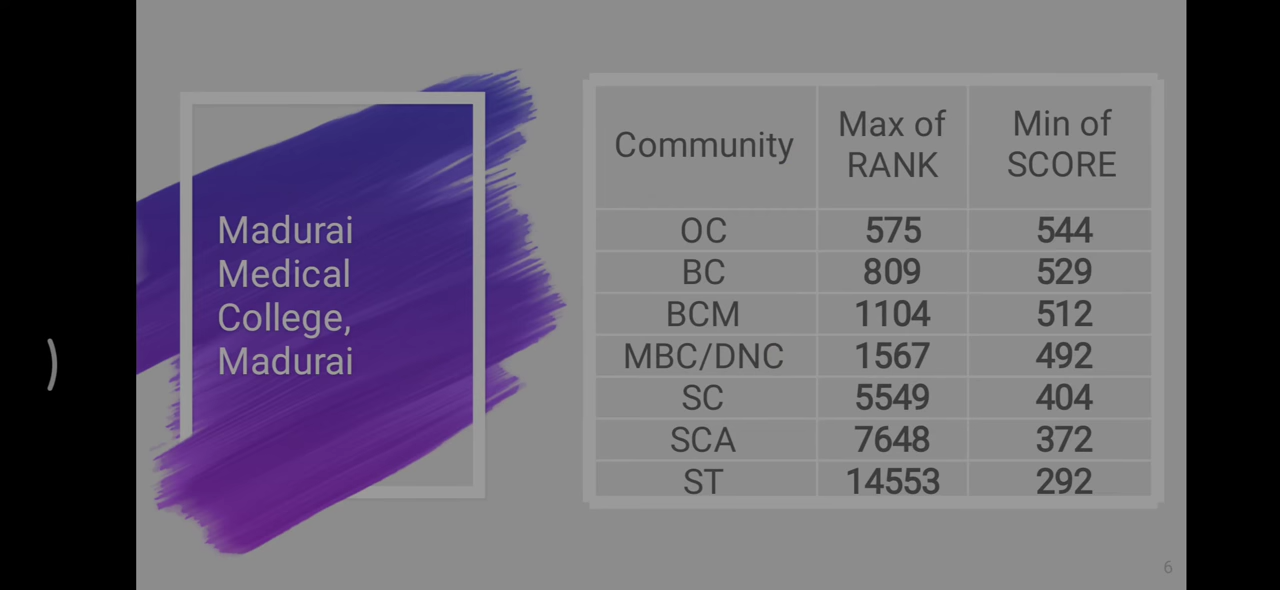 Madurai
Medical
College,
Madurai
Community Max of RANK Min of SCORE
OC 575 544
BC 809 529
BCM 1104 512
MBC/DNC 1567 492
SC 5549 404
SCA 7648 372
ST 14553 292
6